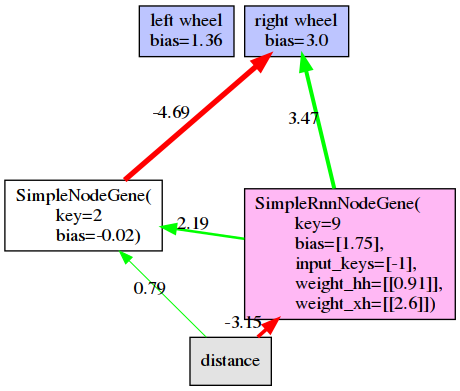 left wheel
bias=1.36
right wheel
bias=3.0
-4.69
3.47
SimpleNodeGene(
key=2
bias=-0.02)
2.19
SimpleRnnNodeGene(
key=9
bias=[1.75],
input_keys=[-1],
weight_hh=[[0.91]],
weight_xh=[[2.6]])
0.79
-3.15
distance